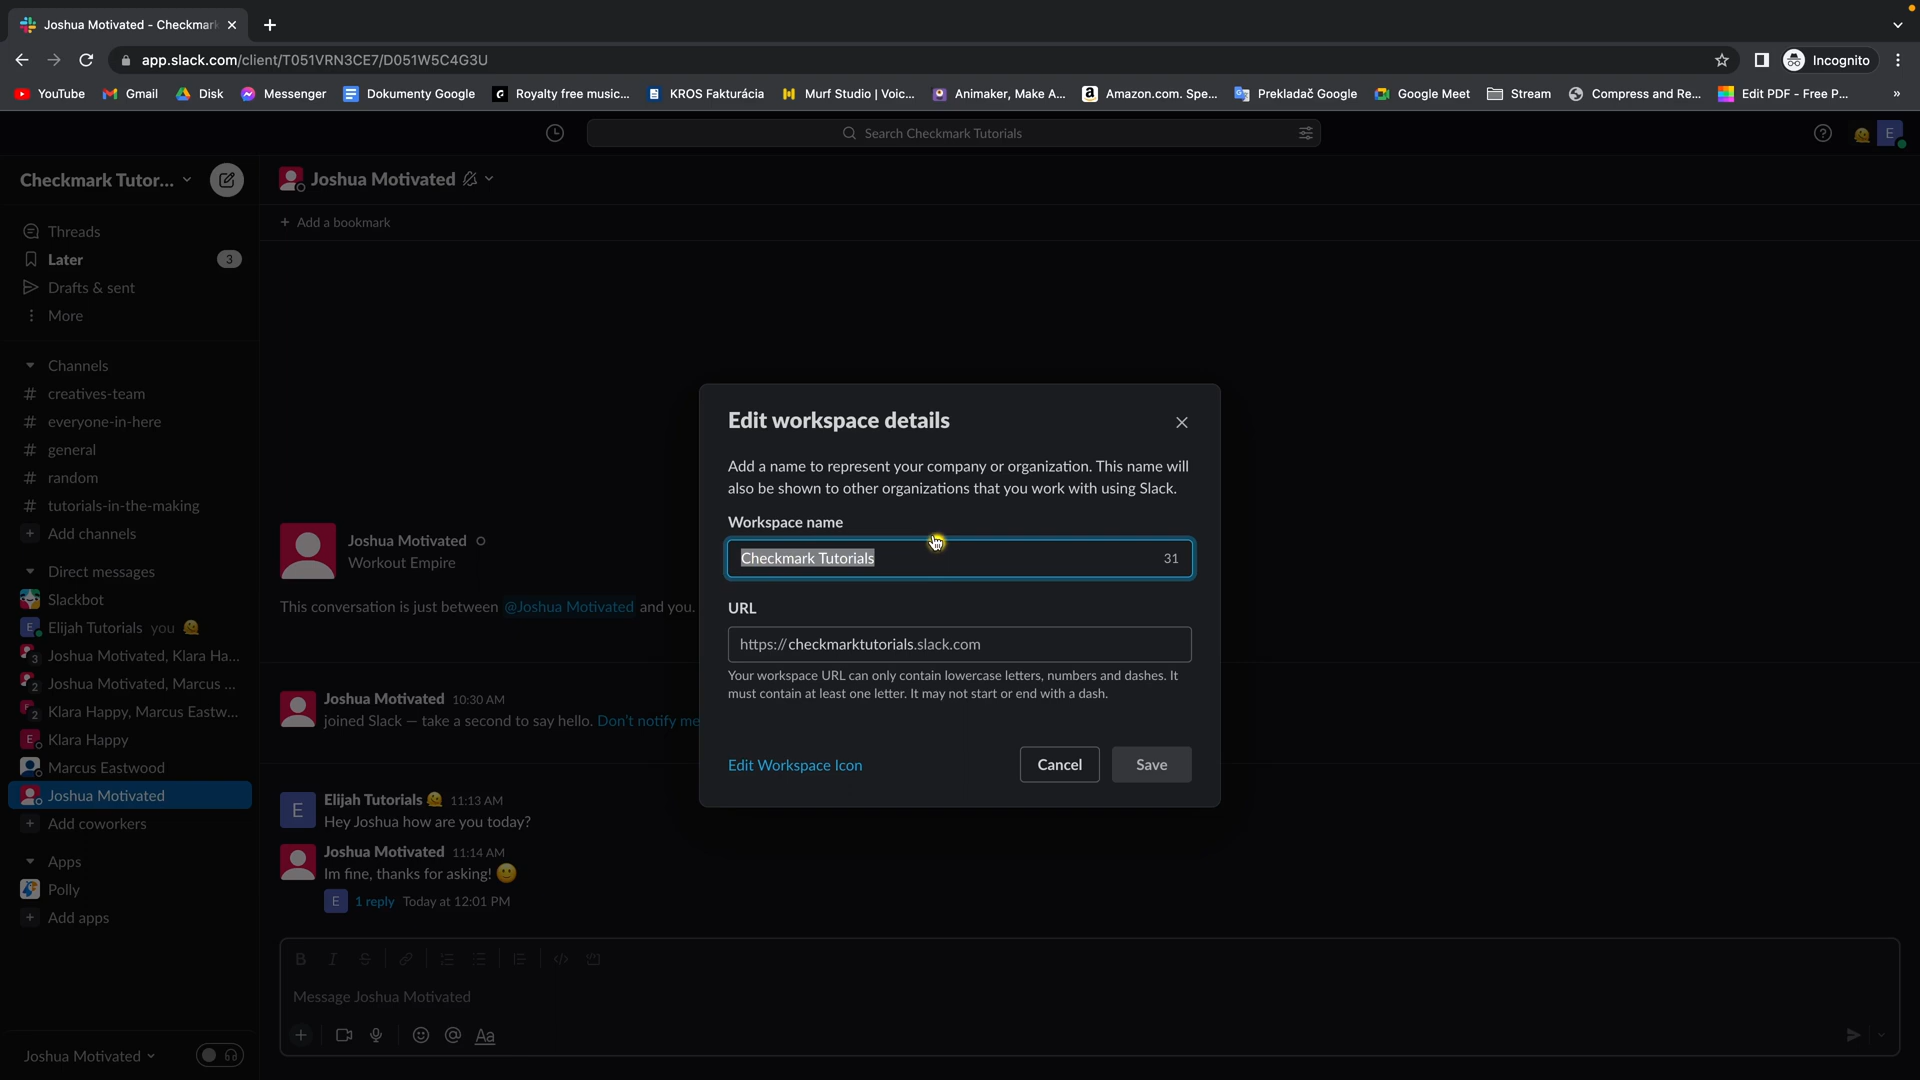 Joshua Motivated - Checkmar
app.slack.com/client/T051VRN3CE7/D051W5C4G3U
Incognito
YouTube
Gmail
Disk
Messenger
Dokumenty Google
Royalty free music...
KROS Fakturácia
Murf Studio | Voic...
Animaker, Make A...
Amazon.com. Spe...
Prekladač Google
Google Meet
Stream
Compress and Re...
Edit PDF - Free P...
»
Search Checkmark Tutorials
E
Checkmark Tutor...
Joshua Motivated
+ Add a bookmark
Threads
Later 3
Drafts & sent
More
Channels
# creatives-team
# everyone-in-here
# general
# random
# tutorials-in-the-making
+ Add channels
Direct messages
Slackbot
E Elijah Tutorials you
3 Joshua Motivated, Klara Ha...
2 Joshua Motivated, Marcus ...
2 Klara Happy, Marcus Eastw...
E Klara Happy
Marcus Eastwood
Joshua Motivated
+ Add coworkers
Apps
Polly
+ Add apps
Joshua Motivated
Joshua Motivated
Workout Empire
This conversation is just between @Joshua Motivated and you.
Joshua Motivated 10:30 AM
joined Slack — take a second to say hello. Don't notify me
E Elijah Tutorials 11:13 AM
Hey Joshua how are you today?
Joshua Motivated 11:14 AM
Im fine, thanks for asking!
E 1 reply Today at 12:01 PM
B I S
Message Joshua Motivated
+ @ Aa
Edit workspace details
Add a name to represent your company or organization. This name will
also be shown to other organizations that you work with using Slack.
Workspace name
Checkmark Tutorials 31
URL
https://checkmarktutorials.slack.com
Your workspace URL can only contain lowercase letters, numbers and dashes. It
must contain at least one letter. It may not start or end with a dash.
Edit Workspace Icon
Cancel
Save